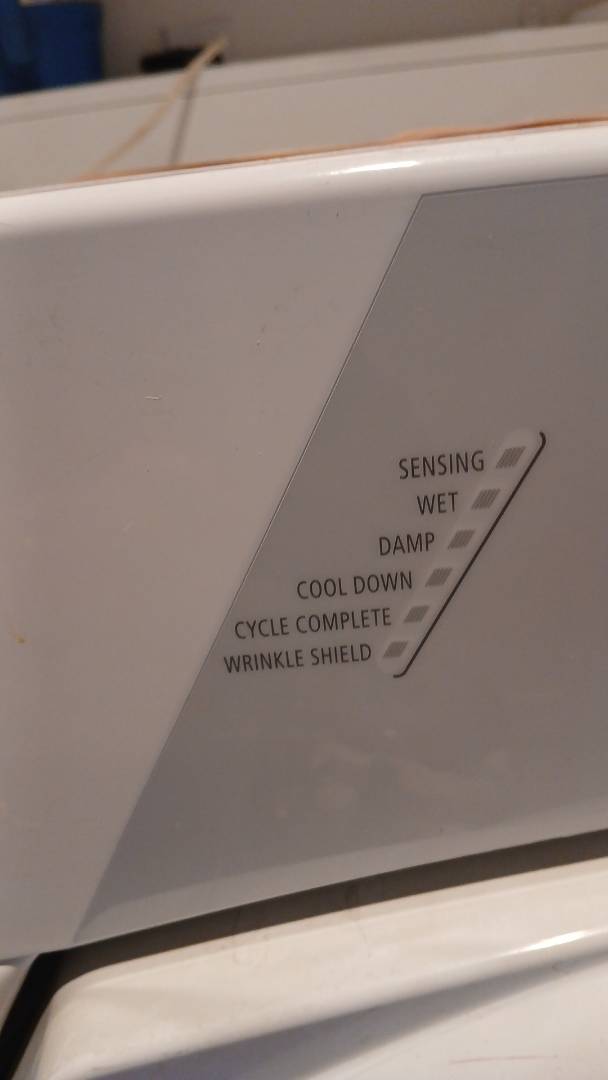 SENSING
WET
DAMP
COOL DOWN
CYCLE COMPLETE
WRINKLE SHIELD